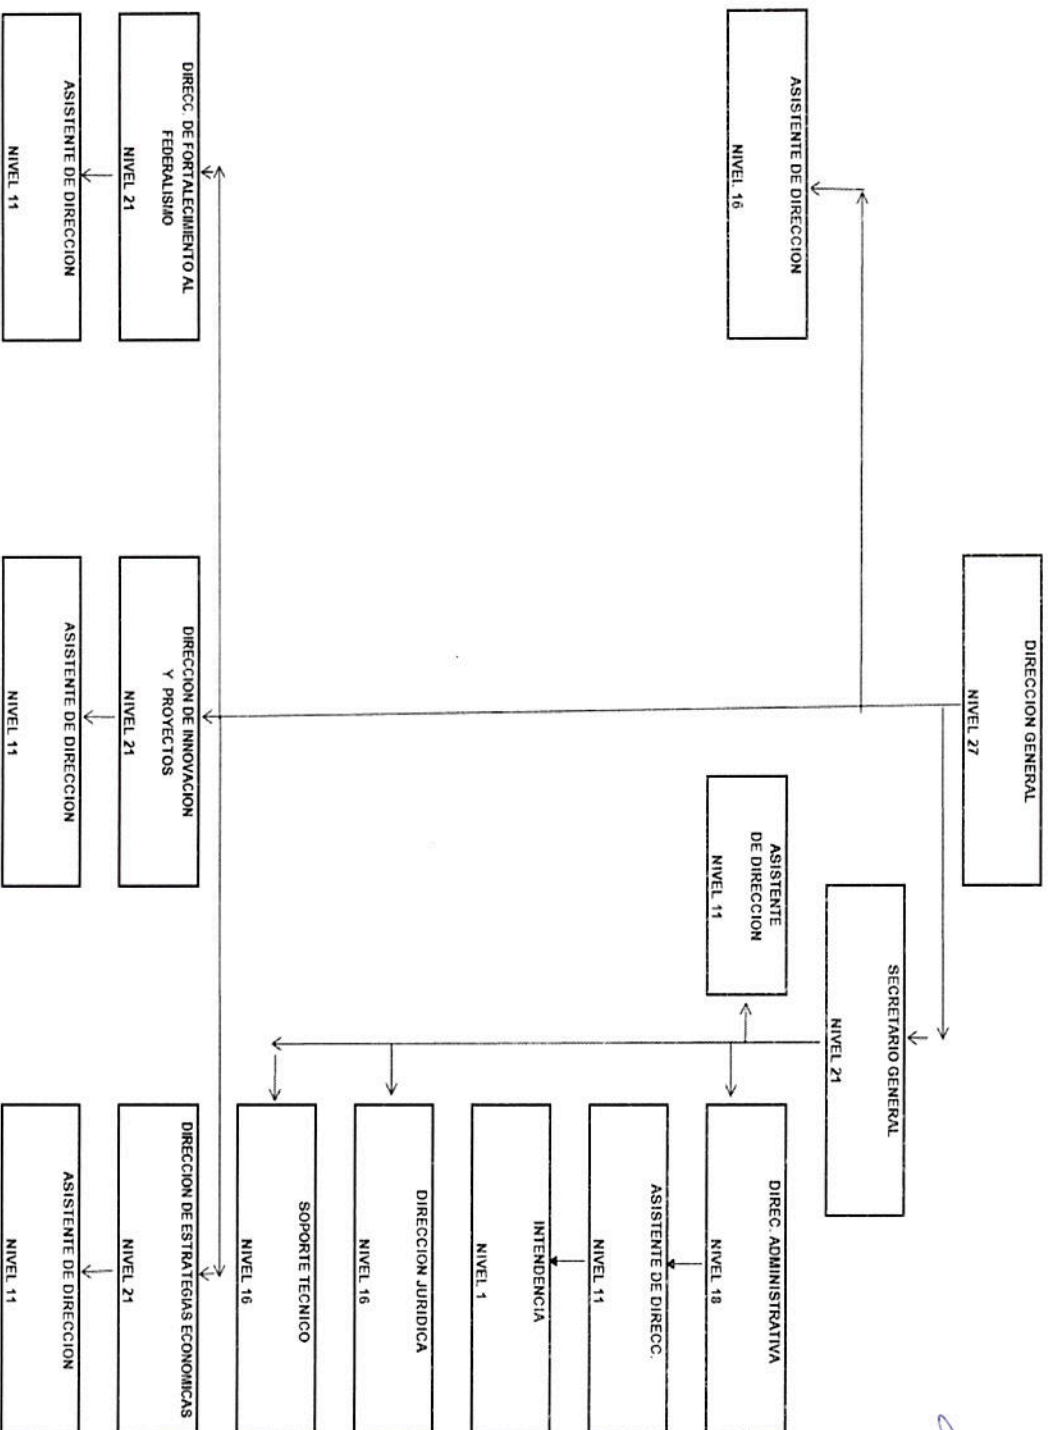 DIRECCION GENERAL
NIVEL 27
SECRETARIO GENERAL
NIVEL 21
ASISTENTE DE DIRECCION
NIVEL 16
ASISTENTE
DE DIRECCION
NIVEL 11
DIREC. ADMINISTRATIVA
NIVEL 18
ASISTENTE DE DIRECC.
NIVEL 11
INTENDENCIA
NIVEL 1
DIRECCION JURIDICA
NIVEL 16
SOPORTE TECNICO
NIVEL 16
DIRECC. DE FORTALECIMIENTO AL
FEDERALISMO
NIVEL 21
DIRECCION DE INNOVACION
Y PROYECTOS
NIVEL 21
DIRECCION DE ESTRATEGIAS ECONOMICAS
NIVEL 21
ASISTENTE DE DIRECCION
NIVEL 11
ASISTENTE DE DIRECCION
NIVEL 11
ASISTENTE DE DIRECCION
NIVEL 11